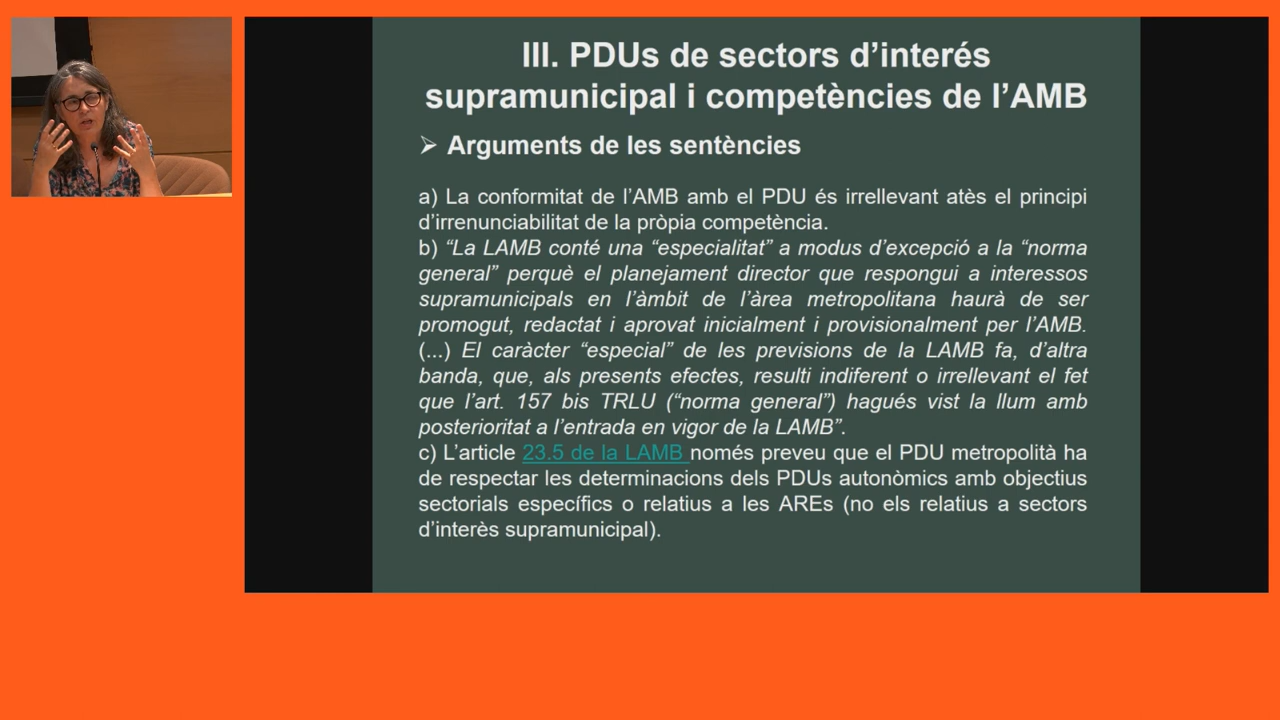 III. PDUs de sectors d’interés
supramunicipal i competències de l’AMB
➢ Arguments de les sentències
a) La conformitat de l’AMB amb el PDU és irrellevant atès el principi
d’irrenunciabilitat de la pròpia competència.
b) “La LAMB conté una “especialitat” a modus d’excepció a la “norma
general” perquè el planejament director que respongui a interessos
supramunicipals en l’àmbit de l’àrea metropolitana haurà de ser
promogut, redactat i aprovat inicialment i provisionalment per l’AMB.
(...) El caràcter “especial” de les previsions de la LAMB fa, d’altra
banda, que, als presents efectes, resulti indiferent o irrellevant el fet
que l’art. 157 bis TRLU (“norma general”) hagués vist la llum amb
posterioritat a l’entrada en vigor de la LAMB”.
c) L’article 23.5 de la LAMB només preveu que el PDU metropolità ha
de respectar les determinacions dels PDUs autonòmics amb objectius
sectorials específics o relatius a les AREs (no els relatius a sectors
d’interès supramunicipal).